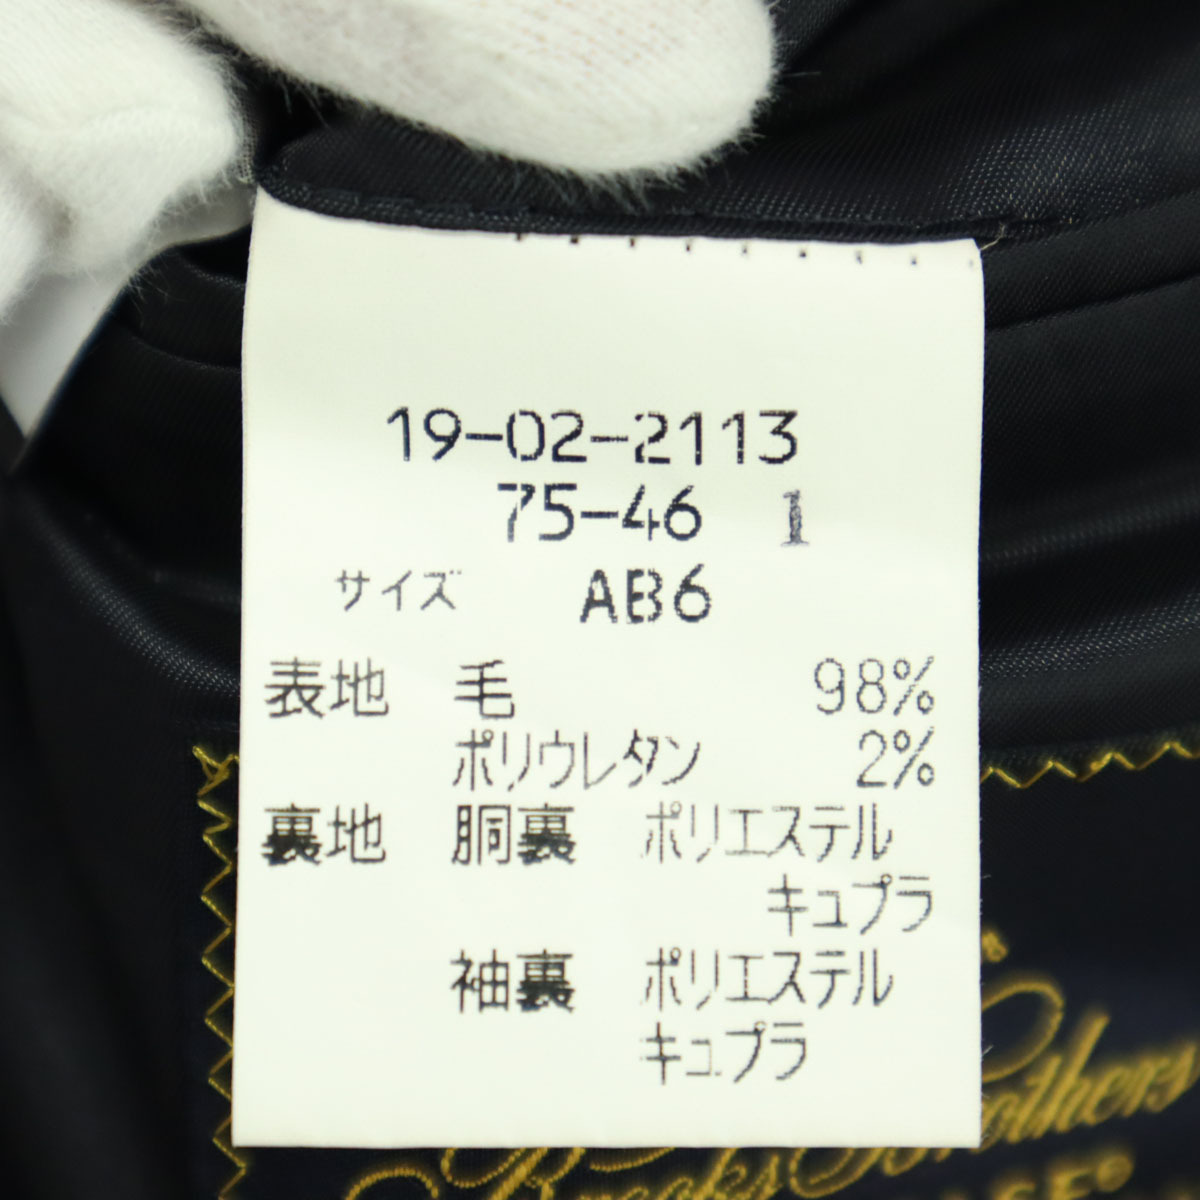 19-02-2113
75-46 1
サイズ AB6
表地 毛 98%
ポリウレタン 2%
裏地 胴裏 ポリエステル
キュプラ
袖裏 ポリエステル
キュプラ
Brooks Brothers